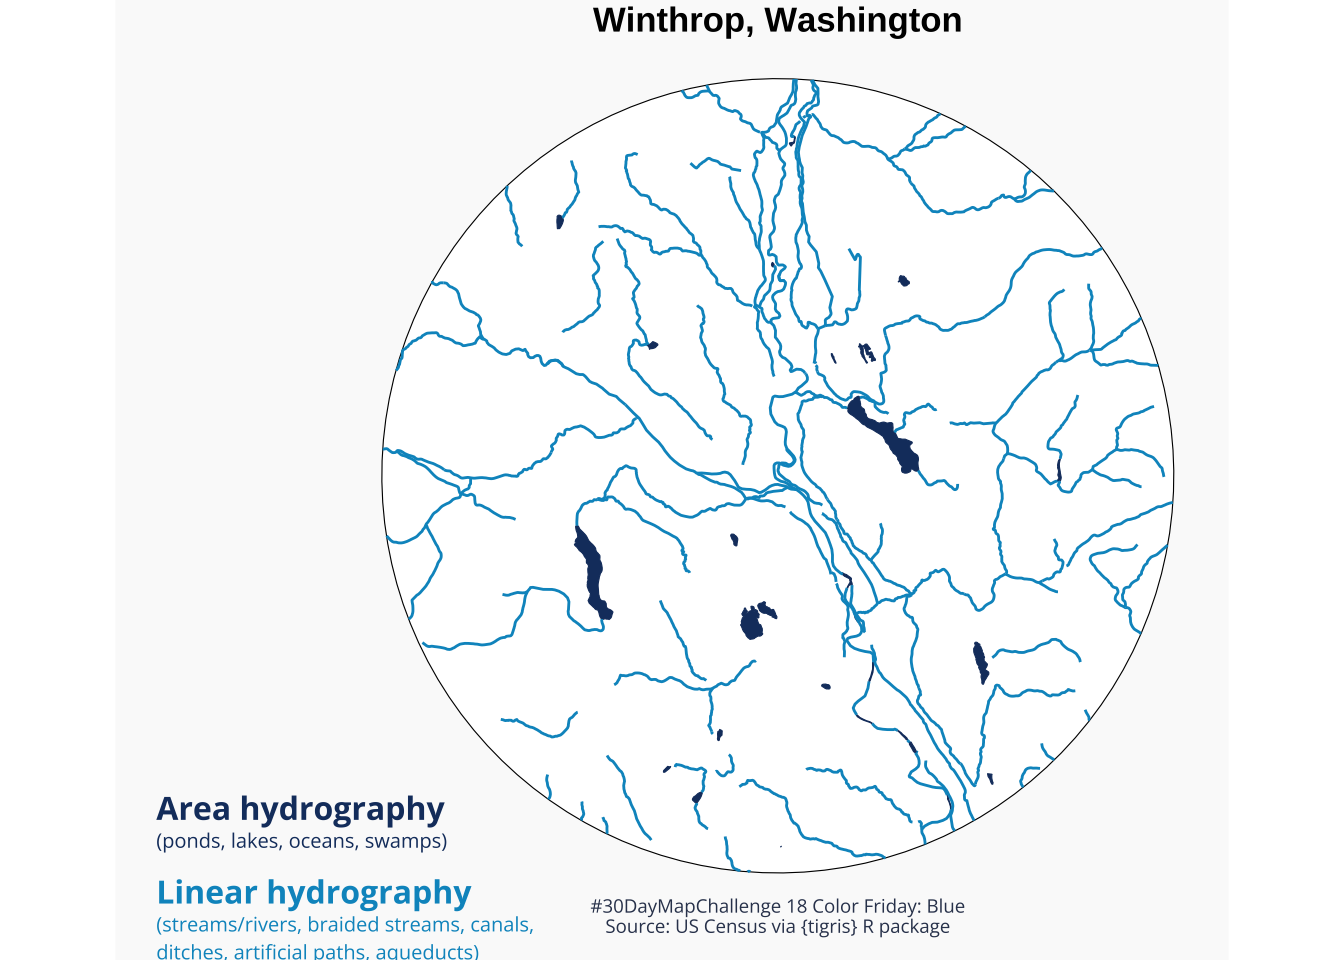 Winthrop, Washington
Area hydrography
(ponds, lakes, oceans, swamps)
Linear hydrography
(streams/rivers, braided streams, canals,
ditches, artificial paths, aqueducts)
#30DayMapChallenge 18 Color Friday: Blue
Source: US Census via {tigris} R package